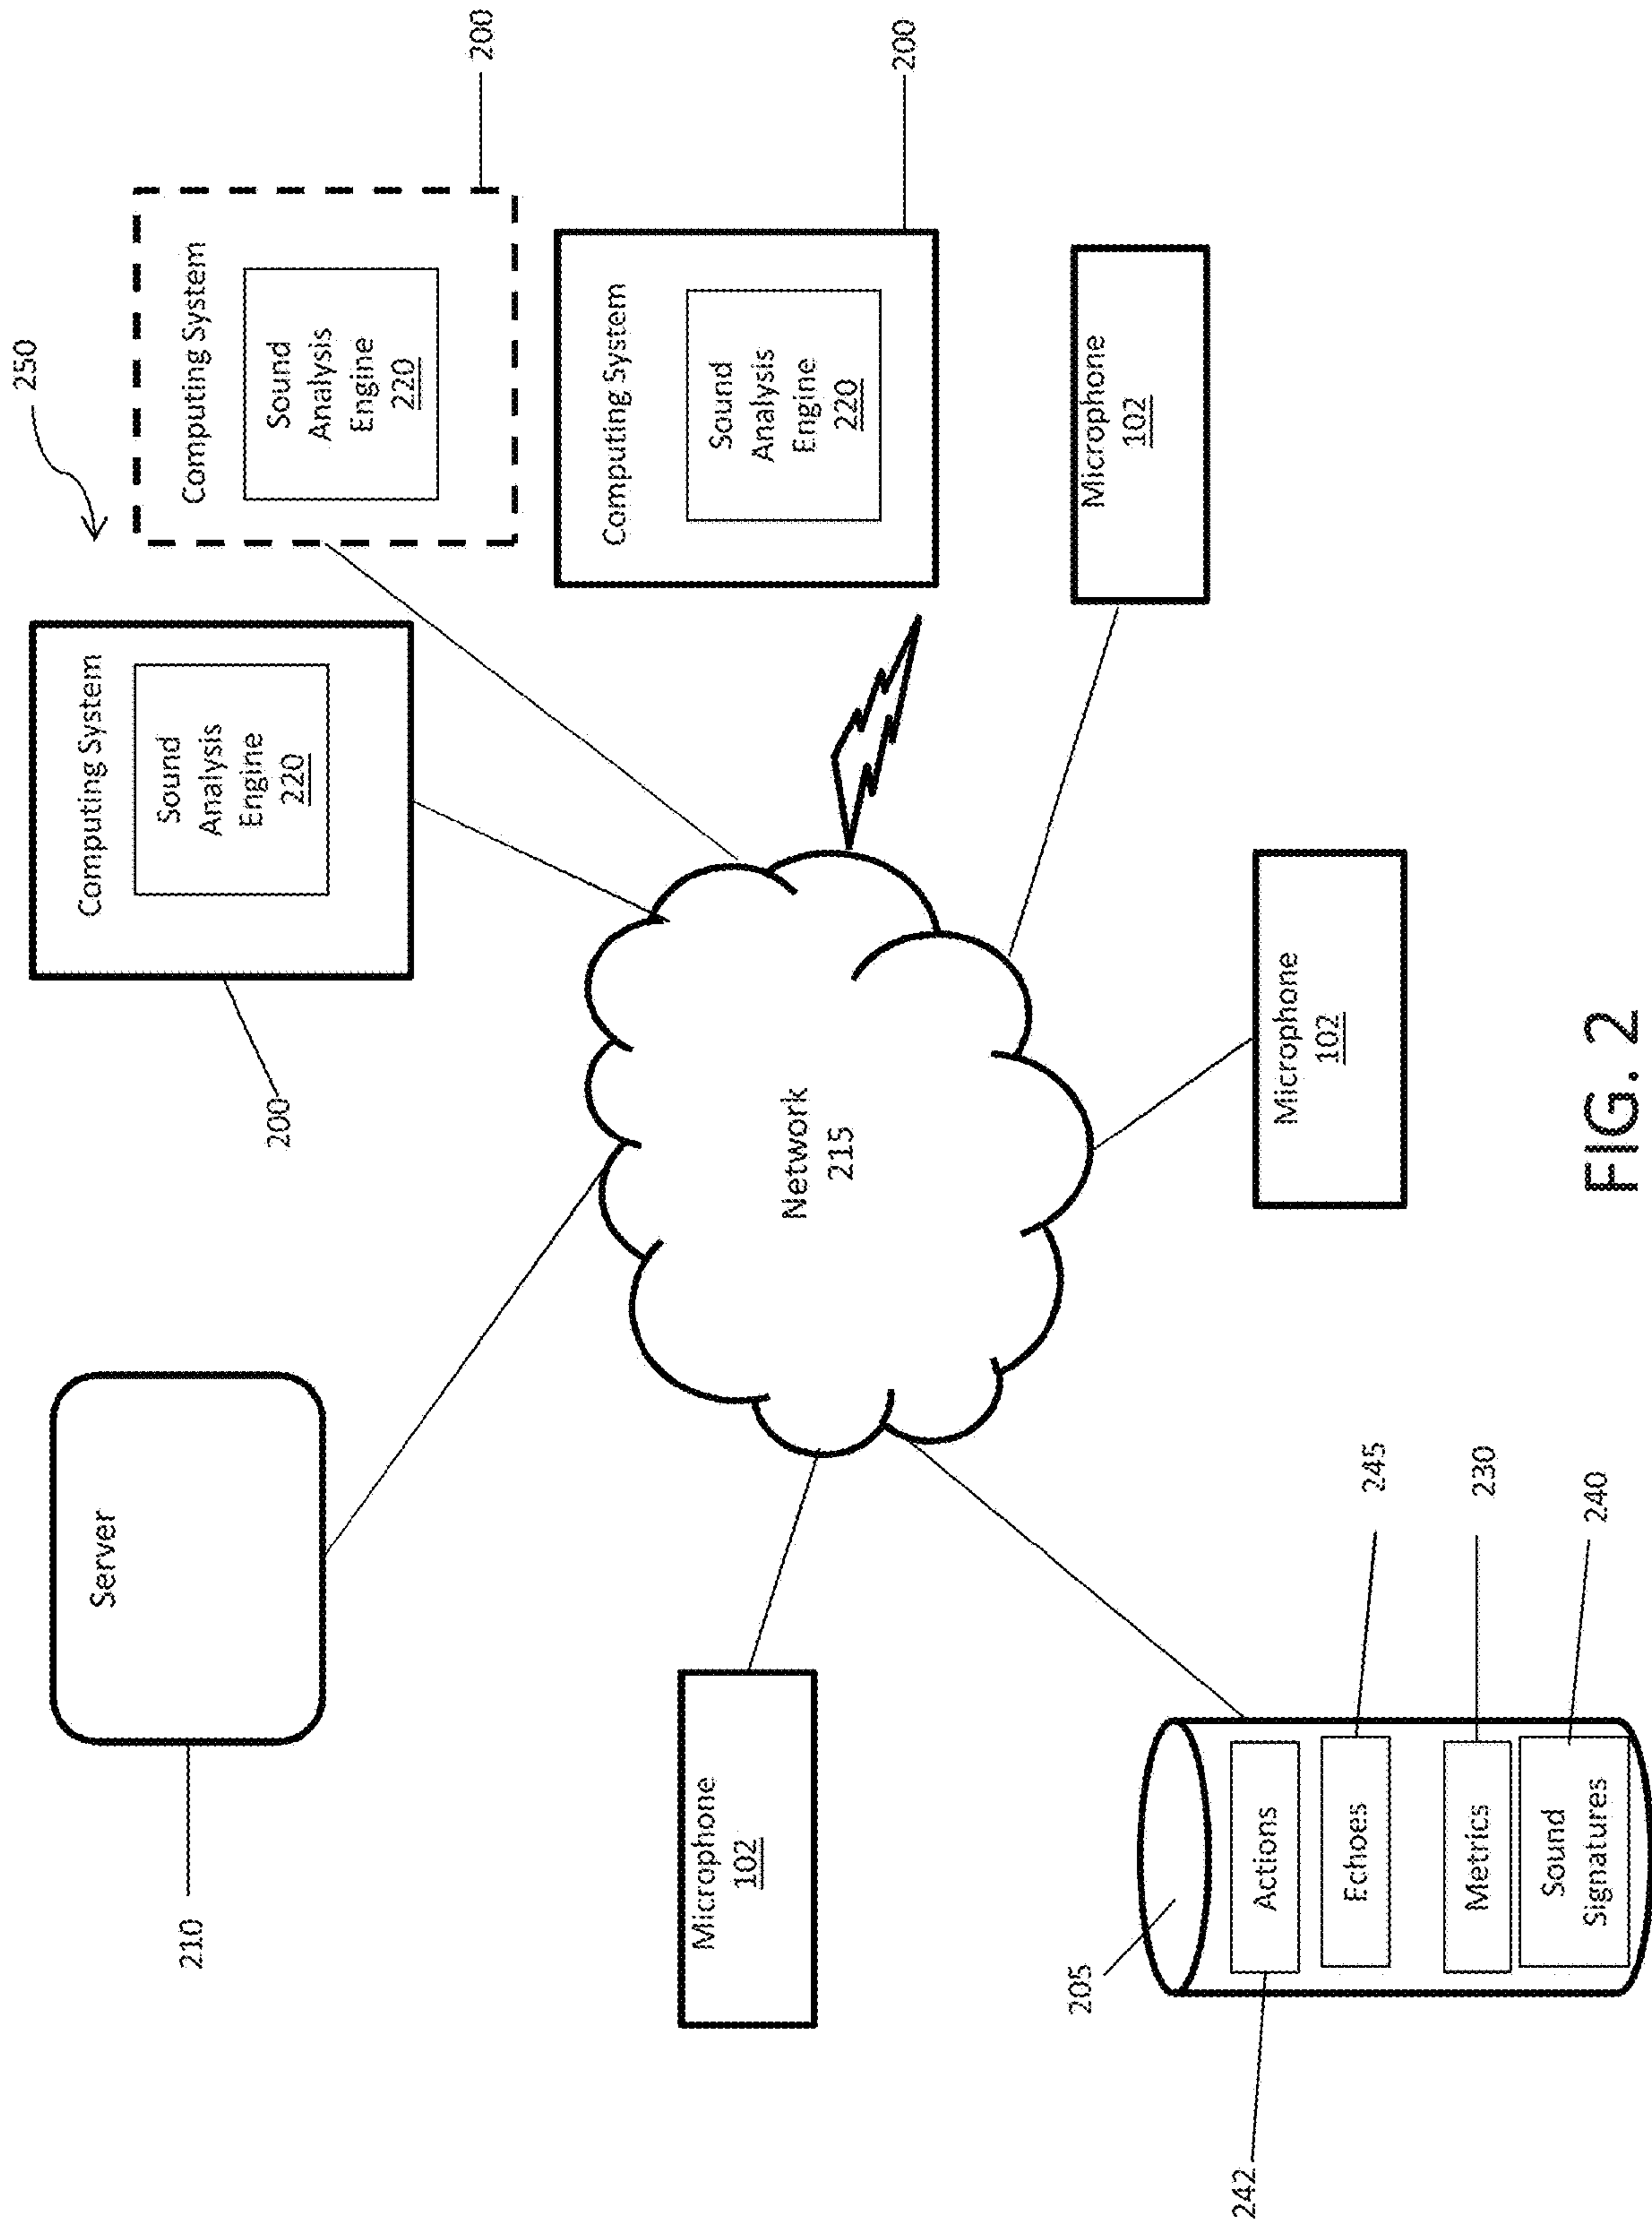 250
210
Server
200
Computing System
Sound
Analysis
Engine
220
Computing System
Sound
Analysis
Engine
220
200
Computing System
Sound
Analysis
Engine
220
200
Network
215
Microphone
102
Microphone
102
Microphone
102
205
242
Actions
Echoes
245
Metrics
230
Sound
Signatures
240
FIG. 2